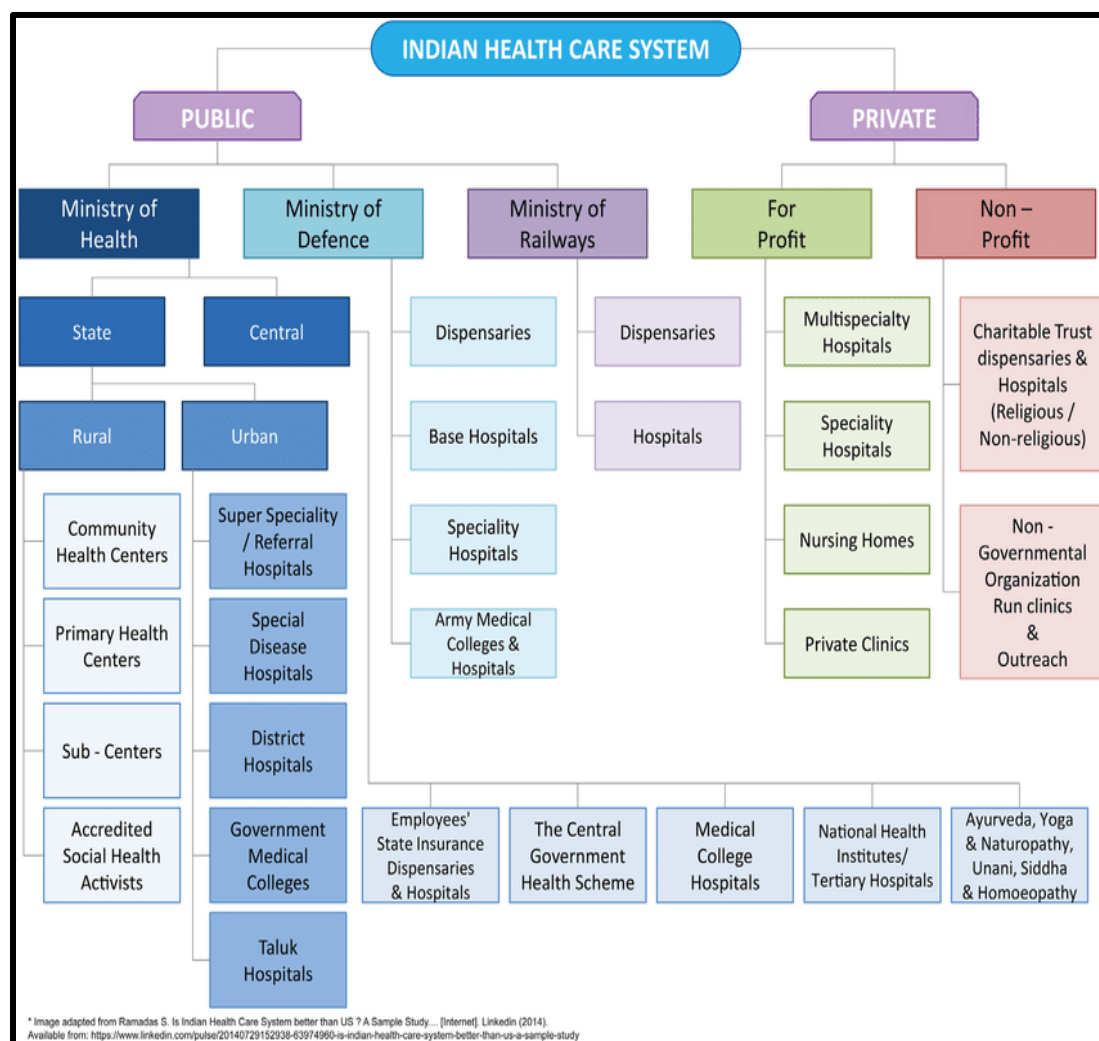 INDIAN HEALTH CARE SYSTEM
PUBLIC
PRIVATE
Ministry of
Health
Ministry of
Defence
Ministry of
Railways
For
Profit
Non –
Profit
State
Central
Rural
Urban
Community
Health Centers
Primary Health
Centers
Sub - Centers
Accredited
Social Health
Activists
Super Speciality
/ Referral
Hospitals
Special
Disease
Hospitals
District
Hospitals
Government
Medical
Colleges
Taluk
Hospitals
Dispensaries
Base Hospitals
Speciality
Hospitals
Army Medical
Colleges &
Hospitals
Dispensaries
Hospitals
Multispecialty
Hospitals
Speciality
Hospitals
Nursing Homes
Private Clinics
Charitable Trust
dispensaries &
Hospitals
(Religious /
Non-religious)
Non -
Governmental
Organization
Run clinics
&
Outreach
Employees'
State Insurance
Dispensaries
& Hospitals
The Central
Government
Health Scheme
Medical
College
Hospitals
National Health
Institutes/
Tertiary Hospitals
Ayurveda, Yoga
& Naturopathy,
Unani, Siddha
& Homoeopathy
* Image adapted from Ramadas S. Is Indian Health Care System better than US ? A Sample Study.... [Internet]. Linkedin (2014).
Available from: https://www.linkedin.com/pulse/20140729152938-63974960-is-indian-health-care-system-better-than-us-a-sample-study